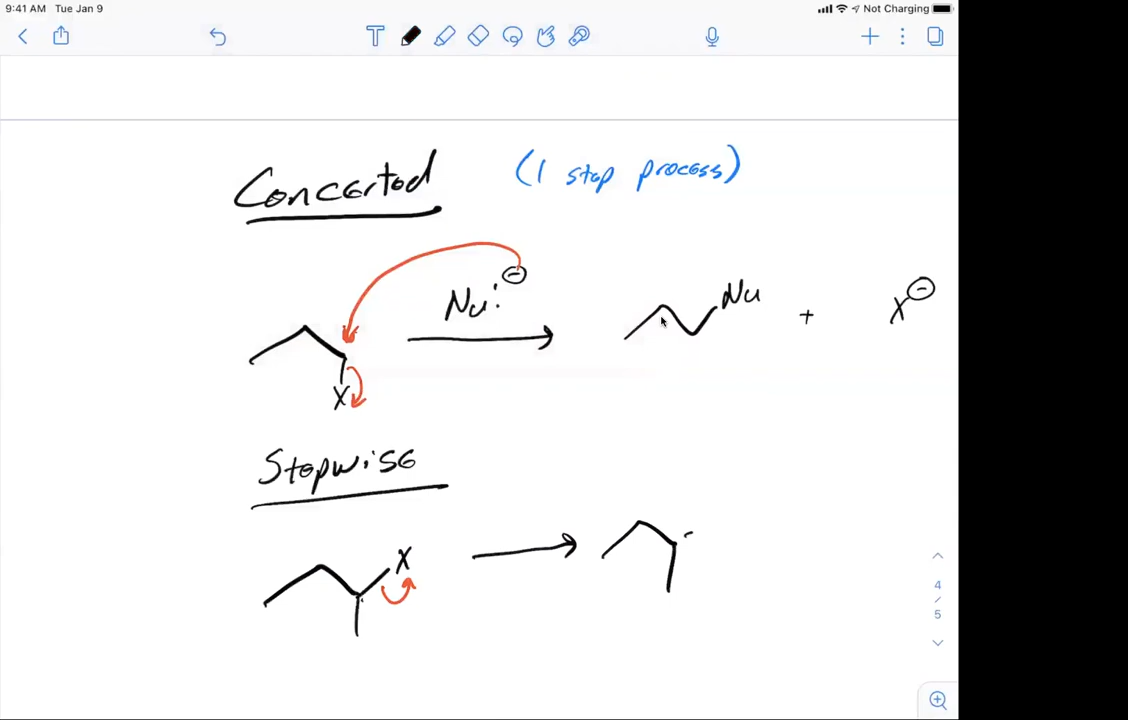 9:41 AM Tue Jan 9
Not Charging
T
Concerted (1 step process)
Nu:⊖
Nu + X⊖
X
Stepwise
X
4
/
5